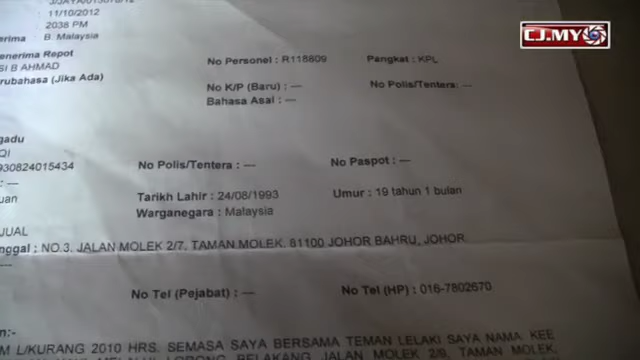 11/10/2012
2038 PM
B. Malaysia
CJ.MY
enerima Repot
No Personel : R118809 Pangkat : KPL
SI B AHMAD
rubahasa (Jika Ada)
No K/P (Baru) : --- No Polis/Tentera: ---
Bahasa Asal : ---
gadu
QI
930824015434 No Polis/Tentera : --- No Paspot : ---
: ---
uan Tarikh Lahir : 24/08/1993 Umur : 19 tahun 1 bulan
Warganegara : Malaysia
JUAL
nggal : NO.3, JALAN MOLEK 2/7, TAMAN MOLEK, 81100 JOHOR BAHRU, JOHOR
---
No Tel (Pejabat) : --- No Tel (HP) : 016-7802670
n:-
M L/KURANG 2010 HRS. SEMASA SAYA BERSAMA TEMAN LELAKI SAYA NAMA. KEE
LORONG BELAKANG JALAN MOLEK 2/9, TAMAN MOLEK,